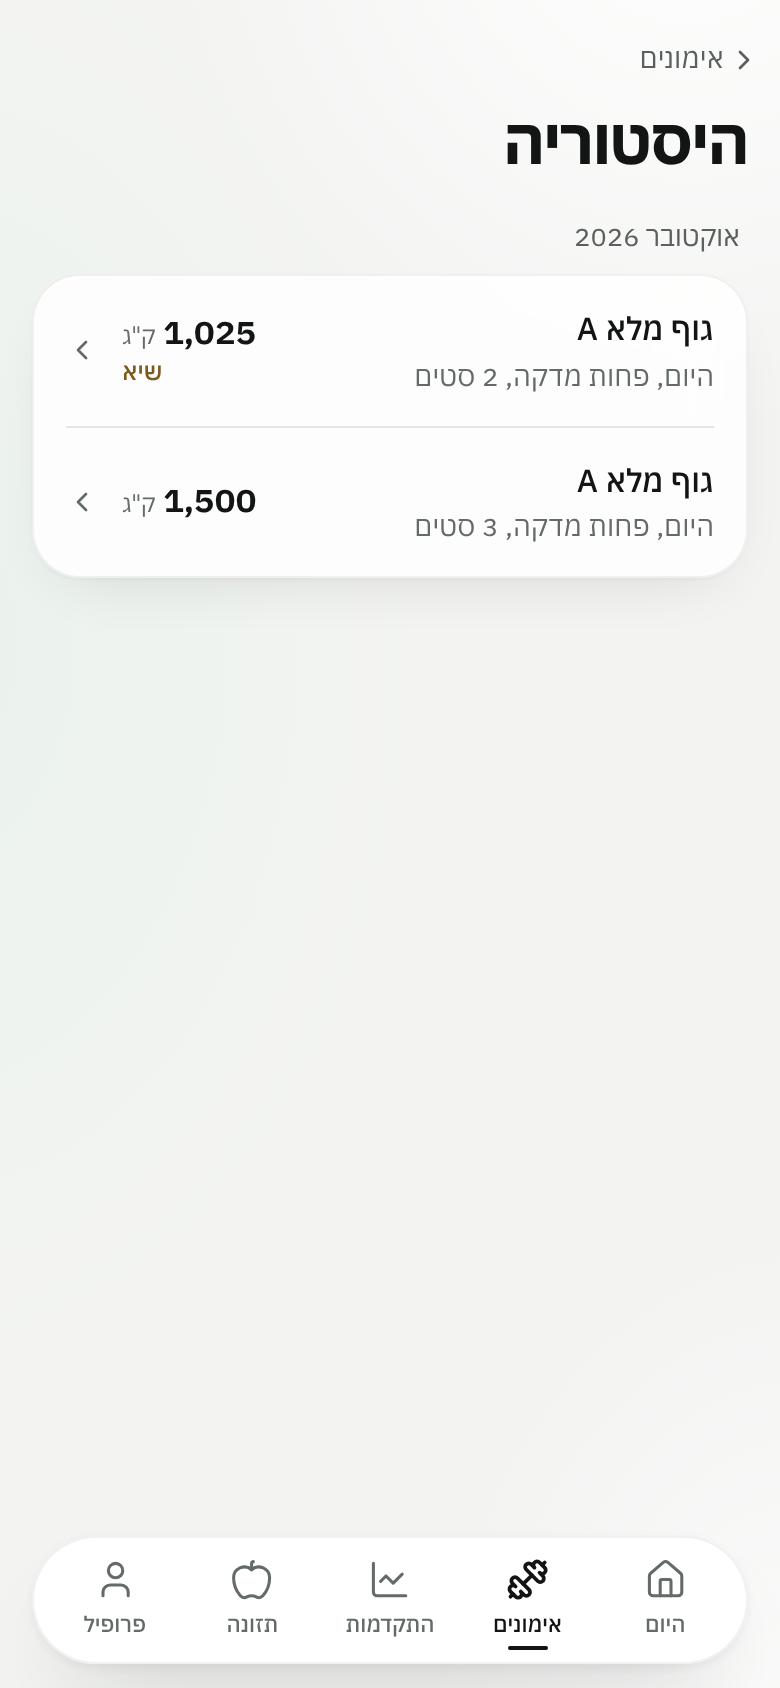 אימונים
היסטוריה
אוקטובר 2026
גוף מלא A
היום, פחות מדקה, 2 סטים
1,025 ק"ג
שיא
גוף מלא A
היום, פחות מדקה, 3 סטים
1,500 ק"ג
היום
אימונים
התקדמות
תזונה
פרופיל